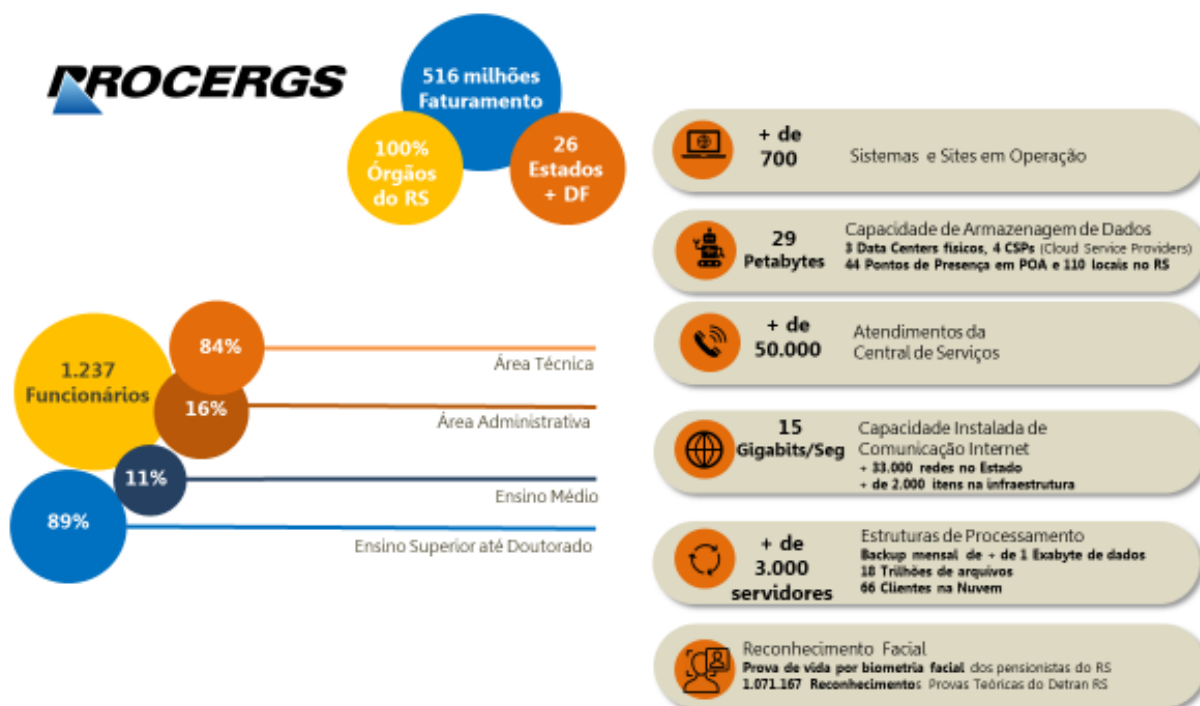 PROCERGS
516 milhões
Faturamento
100%
Órgãos
do RS
26
Estados
+ DF
1.237
Funcionários
84%
Área Técnica
16%
Área Administrativa
11%
Ensino Médio
89%
Ensino Superior até Doutorado
+ de
700
Sistemas e Sites em Operação
29
Petabytes
Capacidade de Armazenagem de Dados
3 Data Centers físicos, 4 CSPs (Cloud Service Providers)
44 Pontos de Presença em POA e 110 locais no RS
+ de
50.000
Atendimentos da
Central de Serviços
15
Gigabits/Seg
Capacidade Instalada de
Comunicação Internet
+ 33.000 redes no Estado
+ de 2.000 itens na infraestrutura
+ de
3.000
servidores
Estruturas de Processamento
Backup mensal de + de 1 Exabyte de dados
18 Trilhões de arquivos
66 Clientes na Nuvem
Reconhecimento Facial
Prova de vida por biometria facial dos pensionistas do RS
1.071.167 Reconhecimentos Provas Teóricas do Detran RS